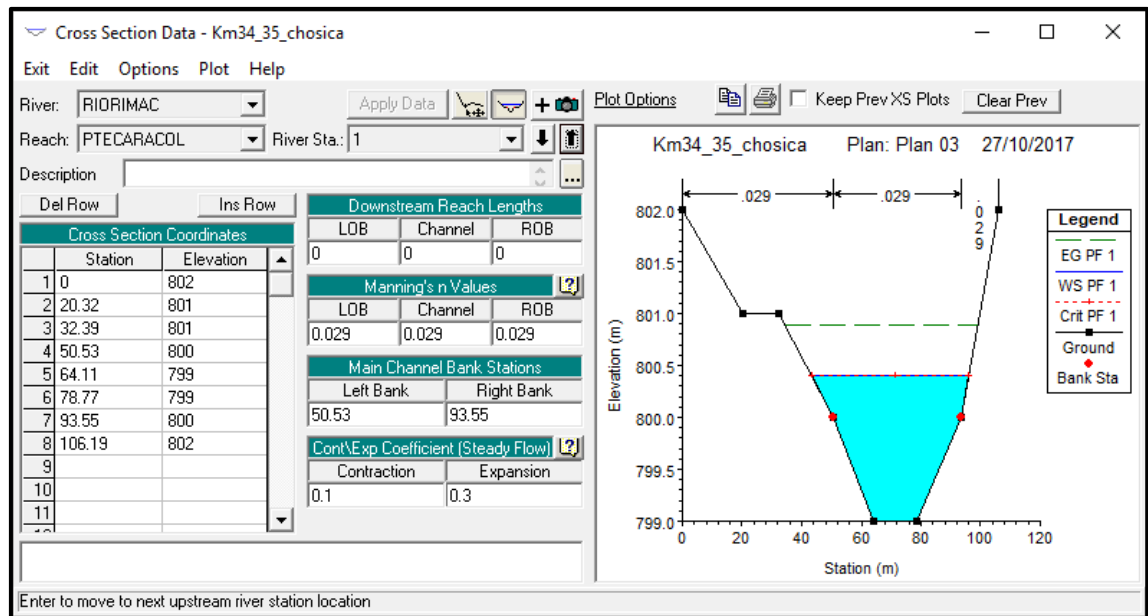 Cross Section Data - Km34_35_chosica
Exit Edit Options Plot Help
River: RIORIMAC Apply Data Plot Options Keep Prev XS Plots Clear Prev
Reach: PTECARACOL River Sta.: 1
Description ...
Del Row Ins Row
Cross Section Coordinates
Station Elevation
1 0 802
2 20.32 801
3 32.39 801
4 50.53 800
5 64.11 799
6 78.77 799
7 93.55 800
8 106.19 802
9
10
11
Downstream Reach Lengths
LOB Channel ROB
0 0 0
Manning's n Values ?
LOB Channel ROB
0.029 0.029 0.029
Main Channel Bank Stations
Left Bank Right Bank
50.53 93.55
Cont\Exp Coefficient (Steady Flow) ?
Contraction Expansion
0.1 0.3
Km34_35_chosica Plan: Plan 03 27/10/2017
.029 .029 .029
802.0
801.5
801.0
800.5
800.0
799.5
799.0
0 20 40 60 80 100 120
Elevation (m)
Station (m)
Legend
EG PF 1
WS PF 1
Crit PF 1
Ground
Bank Sta
Enter to move to next upstream river station location